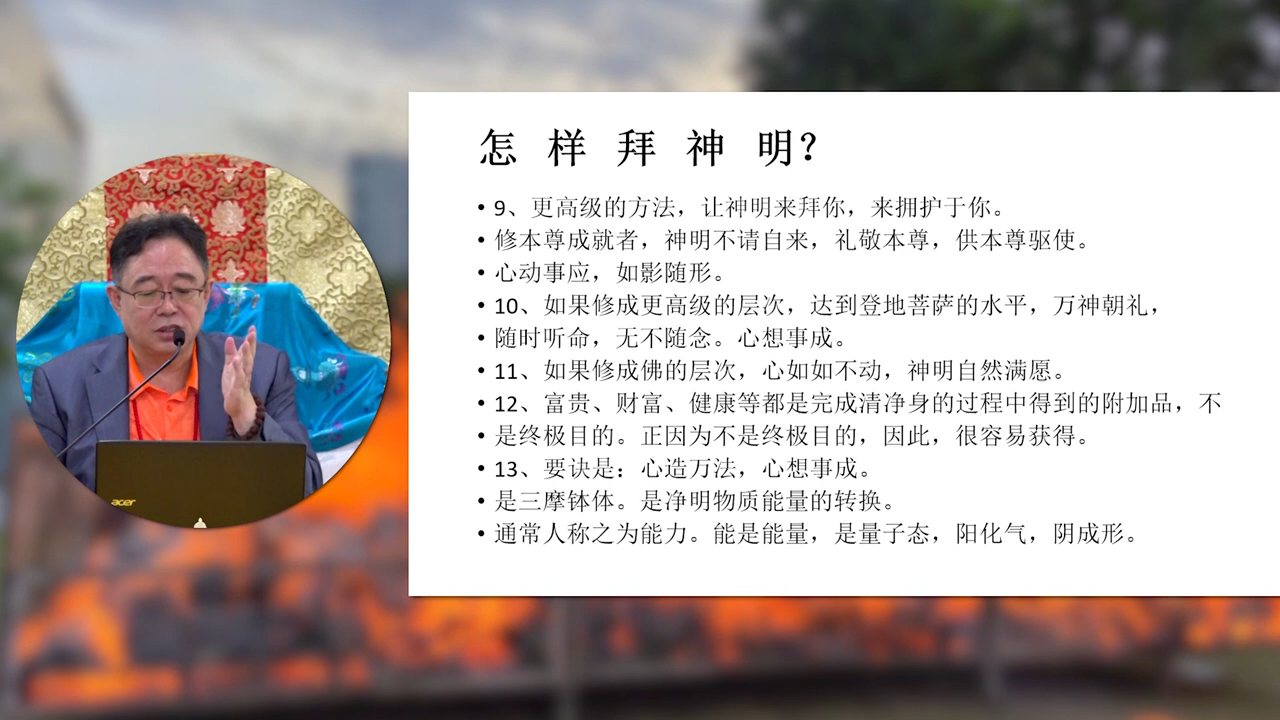 怎 样 拜 神 明？
• 9、更高级的方法，让神明来拜你，来拥护于你。
• 修本尊成就者，神明不请自来，礼敬本尊，供本尊驱使。
• 心动事应，如影随形。
• 10、如果修成更高级的层次，达到登地菩萨的水平，万神朝礼，
• 随时听命，无不随念。心想事成。
• 11、如果修成佛的层次，心如如不动，神明自然满愿。
• 12、富贵、财富、健康等都是完成清净身的过程中得到的附加品，不
• 是终极目的。正因为不是终极目的，因此，很容易获得。
• 13、要诀是：心造万法，心想事成。
• 是三摩钵体。是净明物质能量的转换。
• 通常人称之为能力。能是能量，是量子态，阳化气，阴成形。
acer